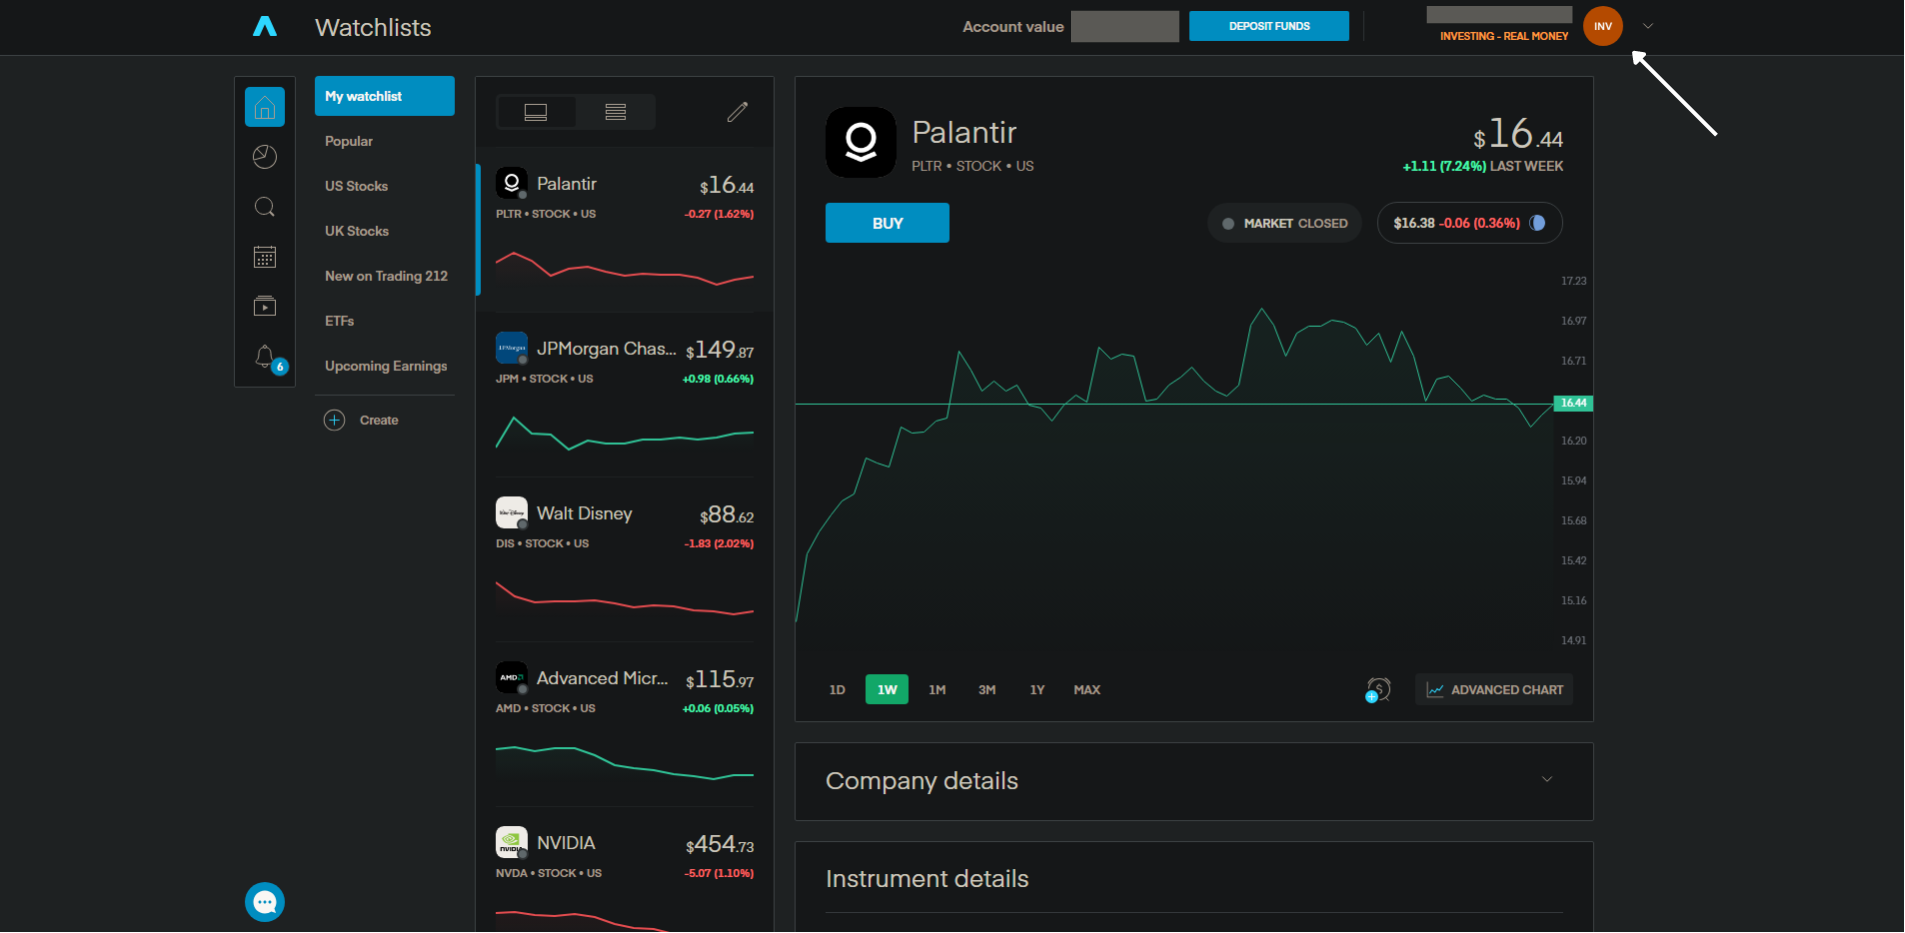 Watchlists
Account value
DEPOSIT FUNDS
INVESTING - REAL MONEY
INV
My watchlist
Popular
US Stocks
UK Stocks
New on Trading 212
ETFs
Upcoming Earnings
Create
6
Palantir
$16.44
PLTR • STOCK • US
-0.27 (1.62%)
JPMorgan
JPMorgan Chas...
$149.87
JPM • STOCK • US
+0.98 (0.66%)
Walt Disney
Walt Disney
$88.62
DIS • STOCK • US
-1.83 (2.02%)
AMD
Advanced Micr...
$115.97
AMD • STOCK • US
+0.06 (0.05%)
NVIDIA
NVIDIA
$454.73
NVDA • STOCK • US
-5.07 (1.10%)
Palantir
PLTR • STOCK • US
$16.44
+1.11 (7.24%) LAST WEEK
BUY
MARKET CLOSED
$16.38 -0.06 (0.36%)
17.23
16.97
16.71
16.44
16.20
15.94
15.68
15.42
15.16
14.91
1D
1W
1M
3M
1Y
MAX
$
ADVANCED CHART
Company details
Instrument details